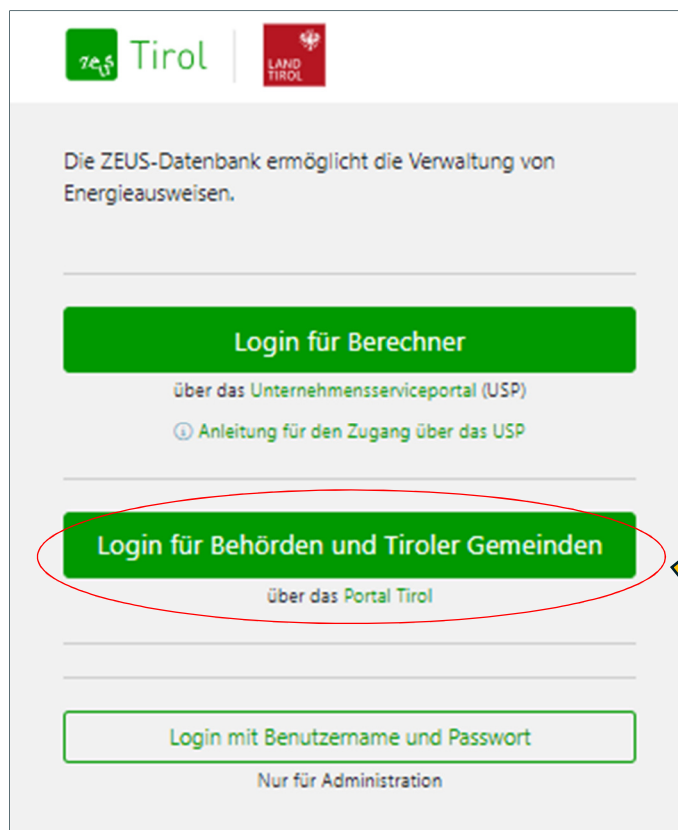 zeus Tirol
LAND
TIROL
Die ZEUS-Datenbank ermöglicht die Verwaltung von
Energieausweisen.
Login für Berechner
über das Unternehmensserviceportal (USP)
Anleitung für den Zugang über das USP
Login für Behörden und Tiroler Gemeinden
über das Portal Tirol
Login mit Benutzername und Passwort
Nur für Administration